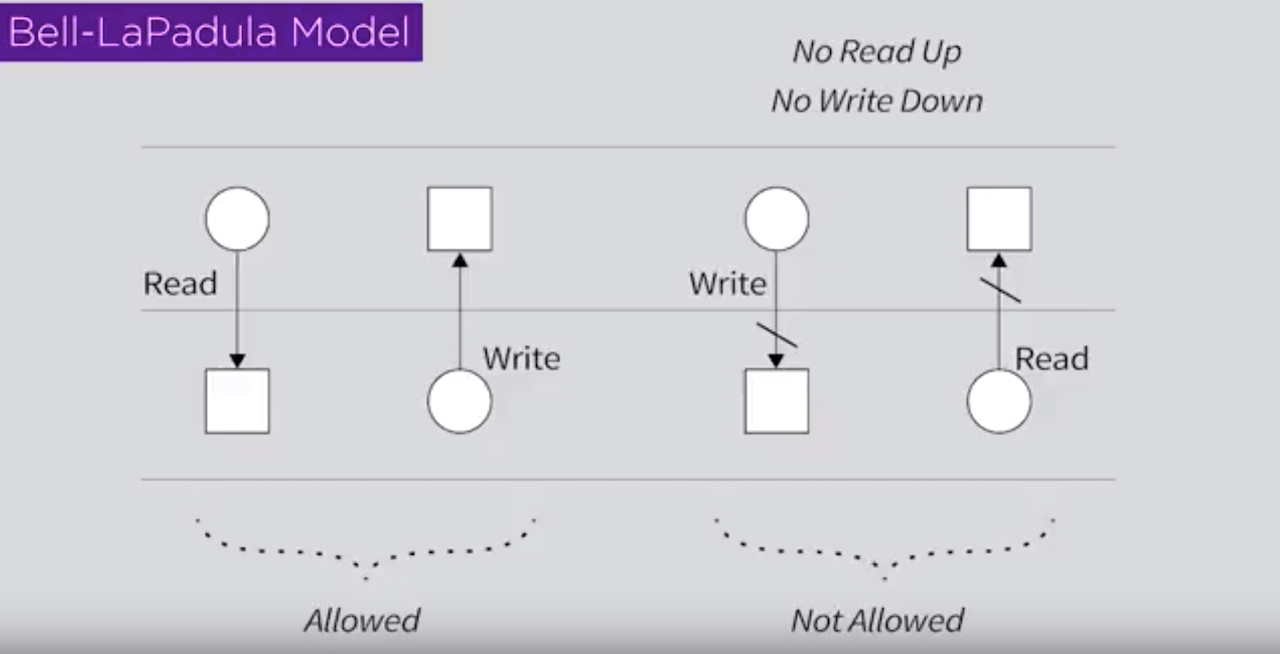 Bell-LaPadula Model
No Read Up
No Write Down
Read
Write
Write
Read
Allowed
Not Allowed